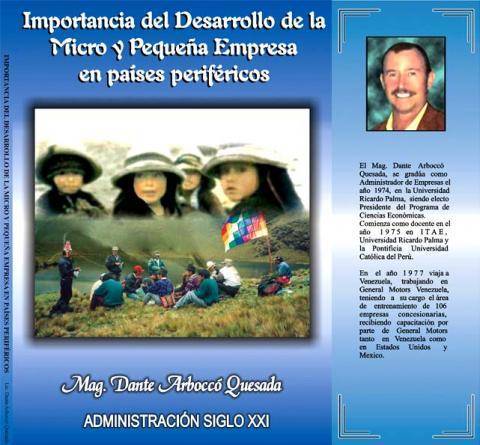 IMPORTANCIA DEL DESARROLLO DE LA MICRO Y PEQUEÑA EMPRESA EN PAÍSES PERIFÉRICOS Lic. Dante Arboccó Quesada
Importancia del Desarrollo de la
Micro y Pequeña Empresa
en países periféricos
Mag. Dante Arboccó Quesada
ADMINISTRACIÓN SIGLO XXI
El Mag. Dante Arboccó
Quesada, se gradúa como
Administrador de Empresas el
año 1974, en la Universidad
Ricardo Palma, siendo electo
Presidente del Programa de
Ciencias Económicas.
Comienza como docente en el
año 1975 en ITAE,
Universidad Ricardo Palma y
la Pontificia Universidad
Católica del Perú.
En el año 1977 viaja a
Venezuela, trabajando en
General Motors Venezuela,
teniendo a su cargo el área
de entrenamiento de 106
empresas concesionarias,
recibiendo capacitación por
parte de General Motors
tanto en Venezuela como
en Estados Unidos y
Mexico.